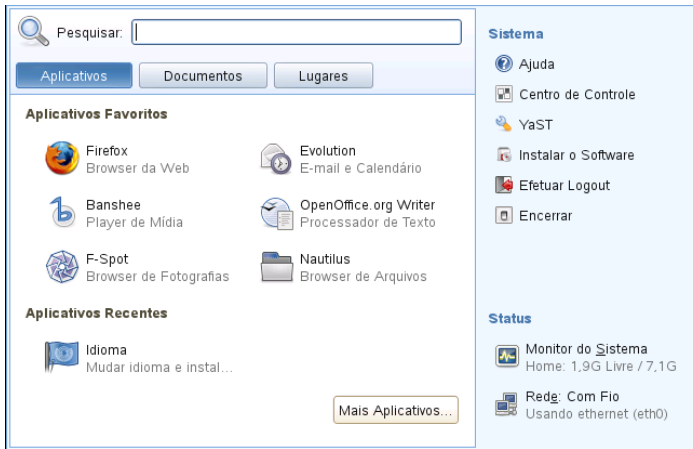 Pesquisar:
Aplicativos
Documentos
Lugares
Aplicativos Favoritos
Firefox
Browser da Web
Evolution
E-mail e Calendário
Banshee
Player de Mídia
OpenOffice.org Writer
Processador de Texto
F-Spot
Browser de Fotografias
Nautilus
Browser de Arquivos
Aplicativos Recentes
Idioma
Mudar idioma e instal...
Mais Aplicativos...
Sistema
Ajuda
Centro de Controle
YaST
Instalar o Software
Efetuar Logout
Encerrar
Status
Monitor do Sistema
Home: 1,9G Livre / 7,1G
Rede: Com Fio
Usando ethernet (eth0)